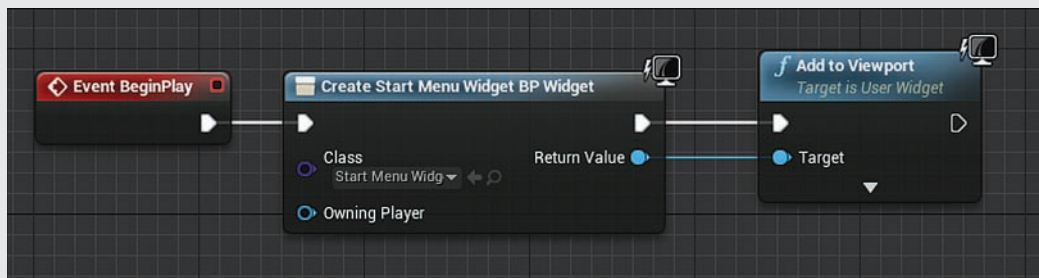 Event BeginPlay
Create Start Menu Widget BP Widget
Class
Start Menu Widg
Return Value
Owning Player
f Add to Viewport
Target is User Widget
Target